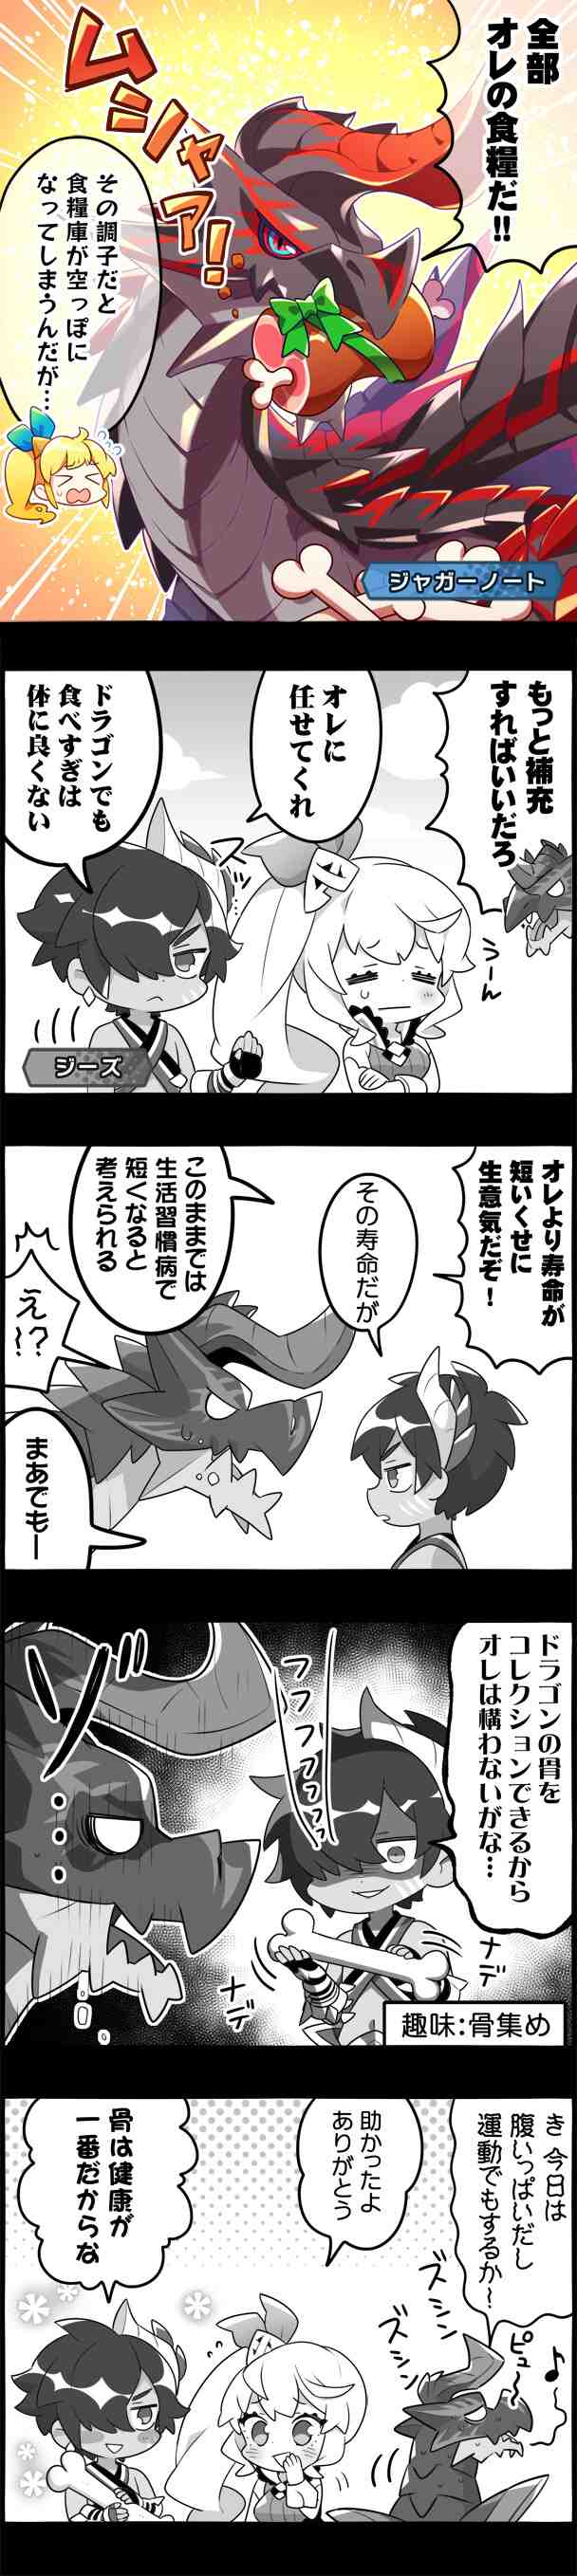 全部
オレの食糧だ!!
ムシャァ!
その調子だと
食糧庫が空っぽに
なってしまうんだが…
ジャガーノート
もっと補充
すればいいだろ
うーん
オレに
任せてくれ
スッ…
ドラゴンでも
食べすぎは
体に良くない
ジーズ
オレより寿命が
短いくせに
生意気だぞ!
その寿命だが
このままでは
生活習慣病で
短くなると
考えられる
え!?
まあでもー
ドラゴンの骨を
コレクションできるから
オレは構わないがな…
フフフフフフッ
ナデ
ナデ
趣味:骨集め
き 今日は
腹いっぱいだし
運動でもするか〜
ピュ〜♪
ズシン
ズシン
助かったよ
ありがとう
骨は健康が
一番だからな